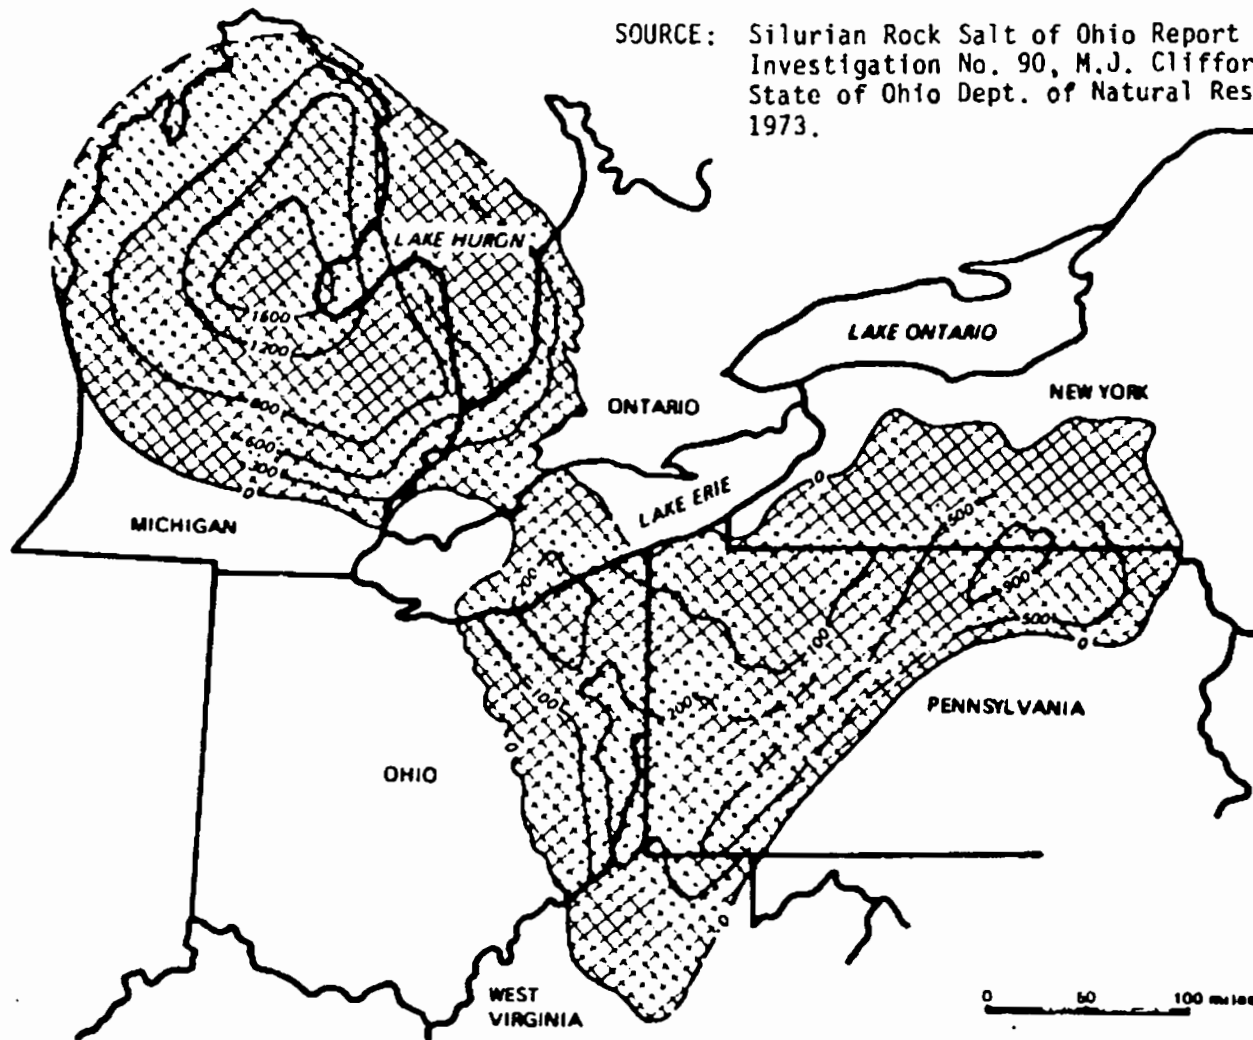 SOURCE: Silurian Rock Salt of Ohio Report
Investigation No. 90, M.J. Cliffor
State of Ohio Dept. of Natural Res
1973.
LAKE HURON
1600
1200
LAKE ONTARIO
800
ONTARIO
NEW YORK
600
300
0
0
LAKE ERIE
500
MICHIGAN
900
500
0
100
100
200
PENNSYLVANIA
0
OHIO
0
WEST
VIRGINIA
0 50 100 miles